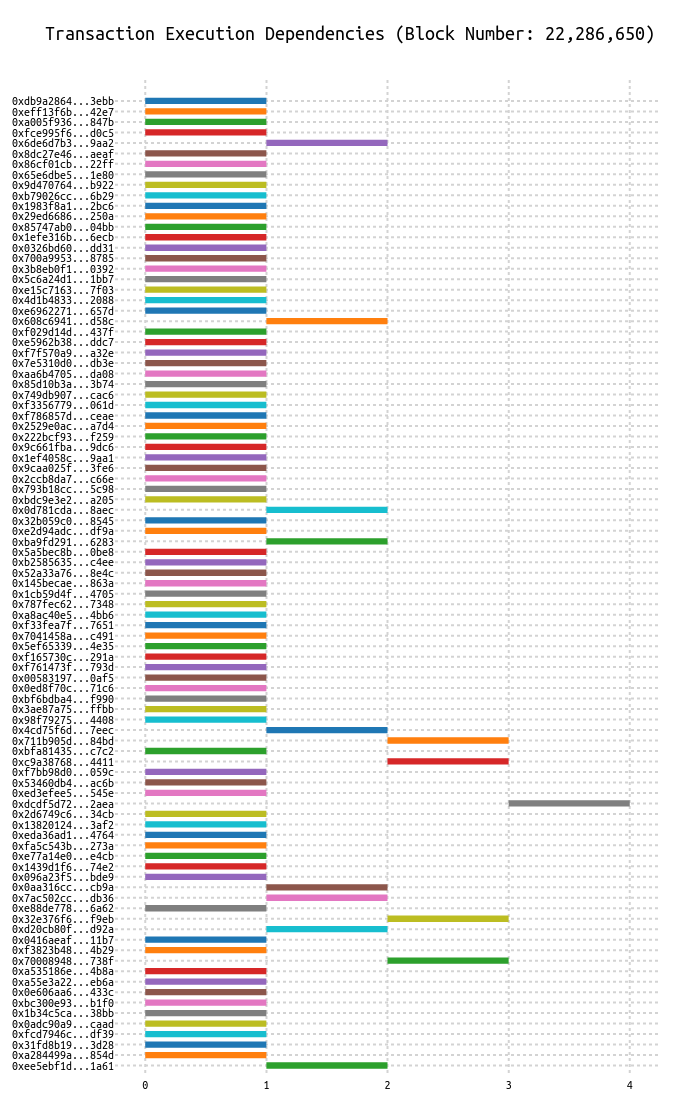 Transaction Execution Dependencies (Block Number: 22,286,650)
0xdb9a2864...3ebb
0xeff13f6b...42e7
0xa005f936...847b
0xfce995f6...d0c5
0x6de6d7b3...9aa2
0x8dc27e46...aeaf
0x86cf01cb...22ff
0x65e6dbe5...1e80
0x9d470764...b922
0xb79026cc...6b29
0x1983f8a1...2bc6
0x29ed6686...250a
0x85747ab0...04bb
0x1efe316b...6ecb
0x0326bd60...dd31
0x700a9953...8785
0x3b8eb0f1...0392
0x5c6a24d1...1bb7
0xe15c7163...7f03
0x4d1b4833...2088
0xe6962271...657d
0x608c6941...d58c
0xf029d14d...437f
0xe5962b38...ddc7
0xf7f570a9...a32e
0x7e5310d0...db3e
0xaa6b4705...da08
0x85d10b3a...3b74
0x749db907...cac6
0xf3356779...061d
0xf786857d...ceae
0x2529e0ac...a7d4
0x222bcf93...f259
0x9c661fba...9dc6
0x1ef4058c...9aa1
0x9caa025f...3fe6
0x2ccb8da7...c66e
0x793b18cc...5c98
0xbdc9e3e2...a205
0x0d781cda...8aec
0x32b059c0...8545
0xe2d94adc...df9a
0xba9fd291...6283
0x5a5bec8b...0be8
0xb2585635...c4ee
0x52a33a76...8e4c
0x145becae...863a
0x1cb59d4f...4705
0x787fec62...7348
0xa8ac40e5...4bb6
0xf33fea7f...7651
0x7041458a...c491
0x5ef65339...4e35
0xf165730c...291a
0xf761473f...793d
0x00583197...0af5
0x0ed8f70c...71c6
0xbf6bdba4...f990
0x3ae87a75...ffbb
0x98f79275...4408
0x4cd75f6d...7eec
0x711b905d...84bd
0xbfa81435...c7c2
0xc9a38768...4411
0xf7bb98d0...059c
0x53460db4...ac6b
0xed3efee5...545e
0xdcdf5d72...2aea
0x2d6749c6...34cb
0x13820124...3af2
0xeda36ad1...4764
0xfa5c543b...273a
0xe77a14e0...e4cb
0x1439d1f6...74e2
0x096a23f5...bde9
0x0aa316cc...cb9a
0x7ac502cc...db36
0xe88de778...6a62
0x32e376f6...f9eb
0xd20cb80f...d92a
0x0416aeaf...11b7
0xf3823b48...4b29
0x70008948...738f
0xa535186e...4b8a
0xa55e3a22...eb6a
0x0e606aa6...433c
0xbc300e93...b1f0
0x1b34c5ca...38bb
0x0adc90a9...caad
0xfcd7946c...df39
0x31fd8b19...3d28
0xa284499a...854d
0xee5ebf1d...1a61
0 1 2 3 4